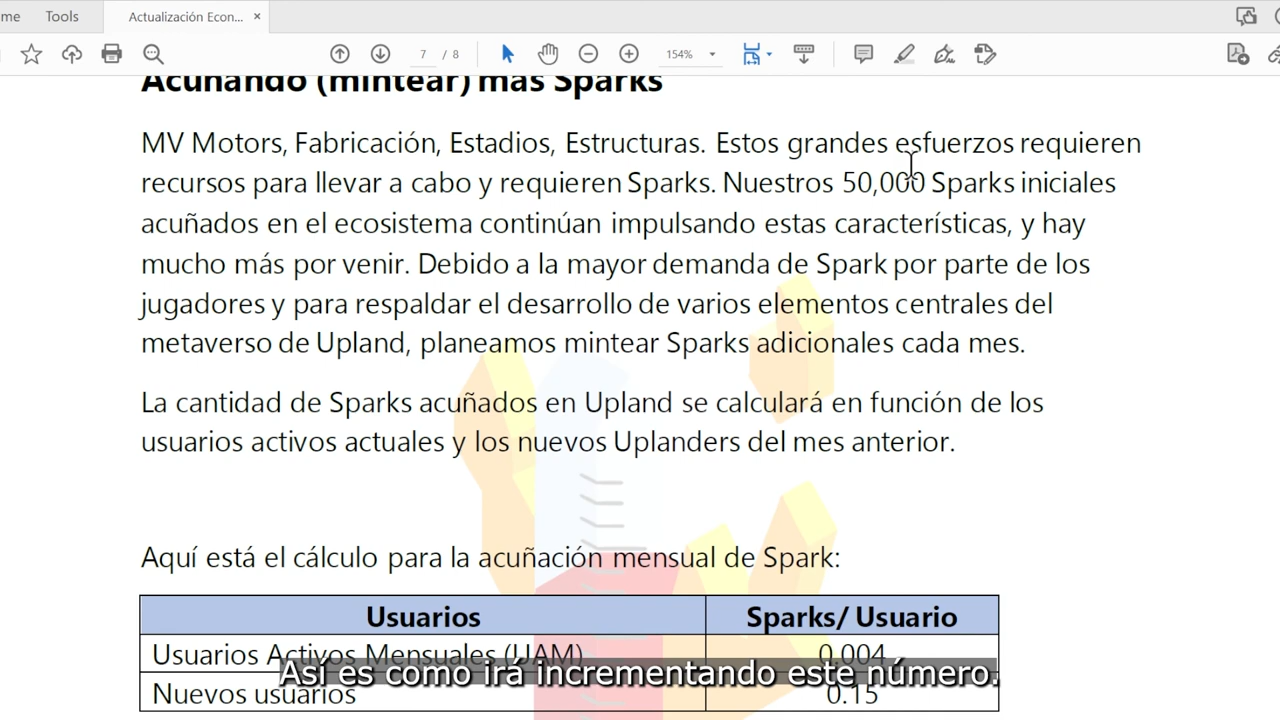 me Tools Actualización Econ... ×
7 / 8 154%
Acuñando (mintear) más Sparks
MV Motors, Fabricación, Estadios, Estructuras. Estos grandes esfuerzos requieren
recursos para llevar a cabo y requieren Sparks. Nuestros 50,000 Sparks iniciales
acuñados en el ecosistema continúan impulsando estas características, y hay
mucho más por venir. Debido a la mayor demanda de Spark por parte de los
jugadores y para respaldar el desarrollo de varios elementos centrales del
metaverso de Upland, planeamos mintear Sparks adicionales cada mes.
La cantidad de Sparks acuñados en Upland se calculará en función de los
usuarios activos actuales y los nuevos Uplanders del mes anterior.
Aquí está el cálculo para la acuñación mensual de Spark:
Usuarios Sparks/ Usuario
Usuarios Activos Mensuales (UAM) 0.004
Así es como irá incrementando este número.
Nuevos usuarios 0.15